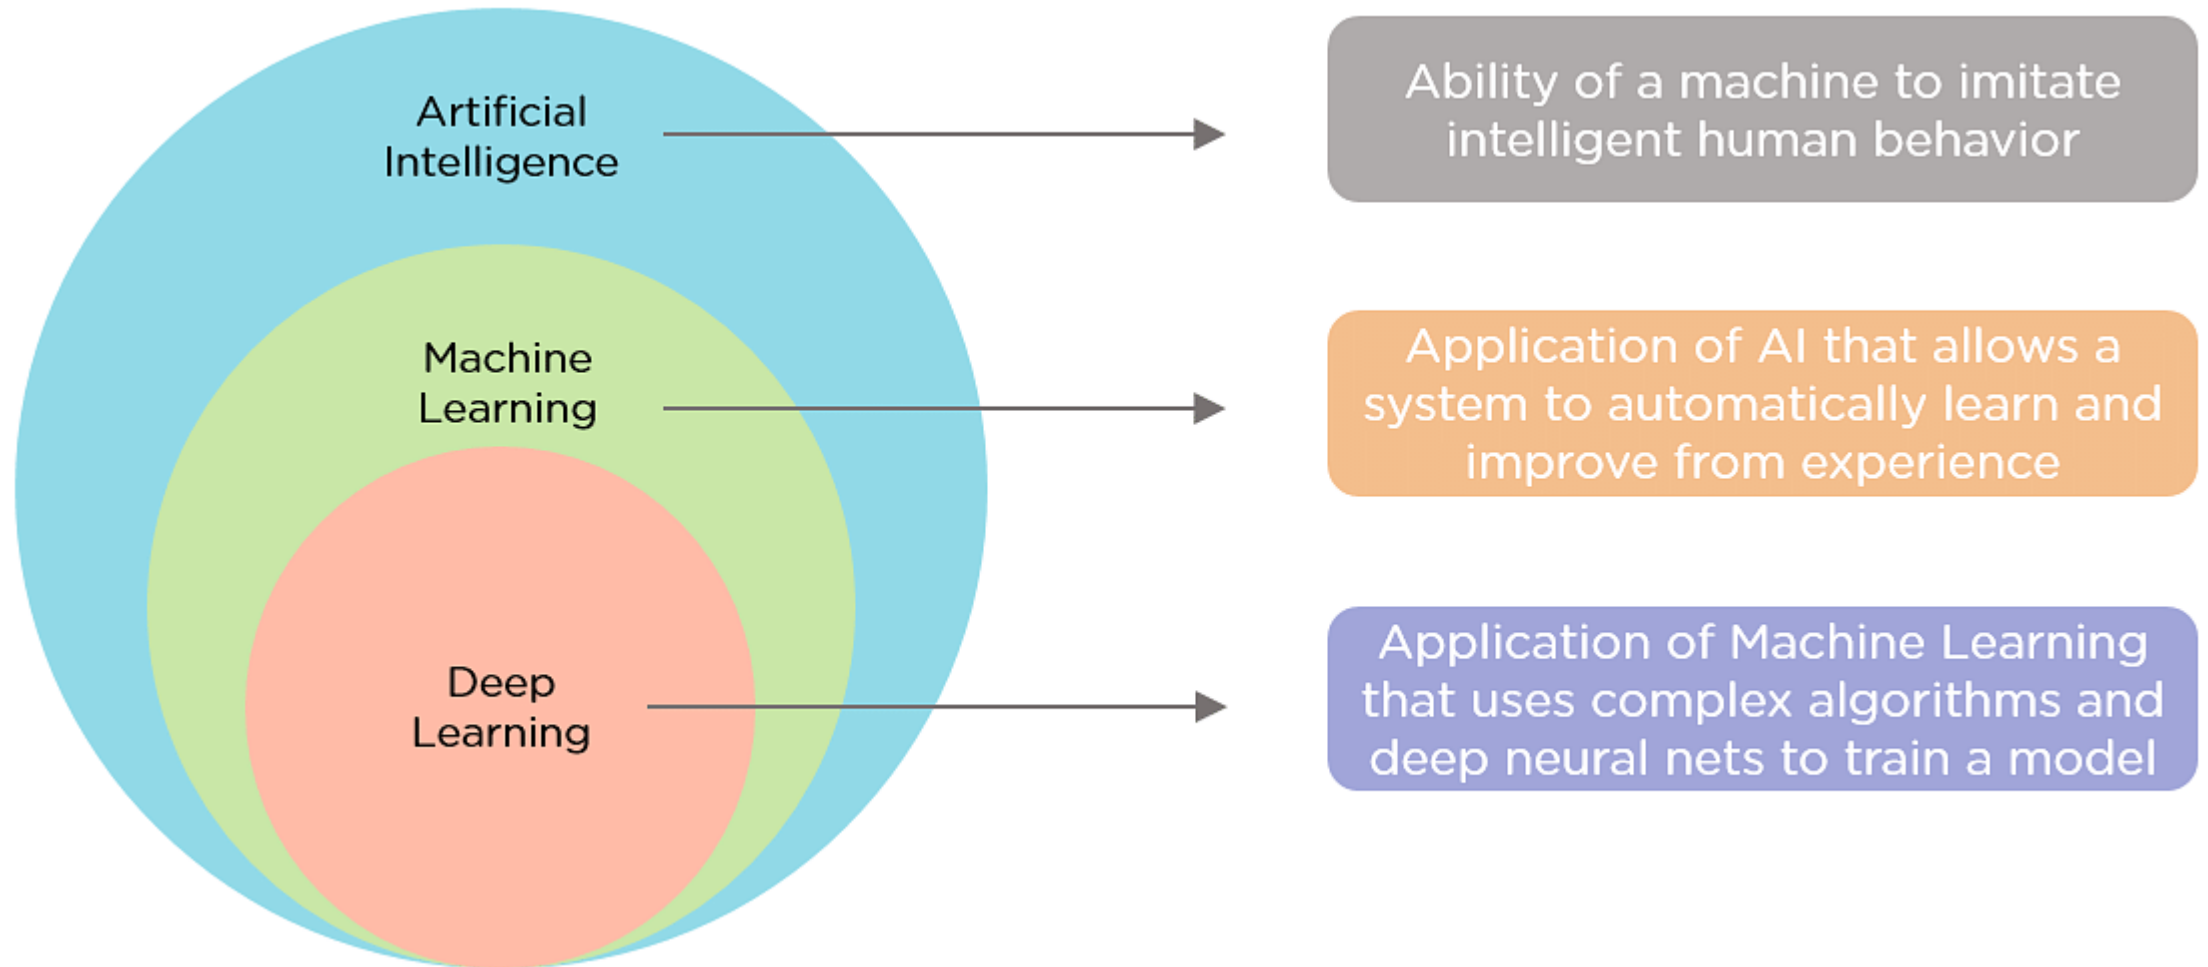 Artificial
Intelligence
Ability of a machine to imitate
intelligent human behavior
Machine
Learning
Application of AI that allows a
system to automatically learn and
improve from experience
Deep
Learning
Application of Machine Learning
that uses complex algorithms and
deep neural nets to train a model